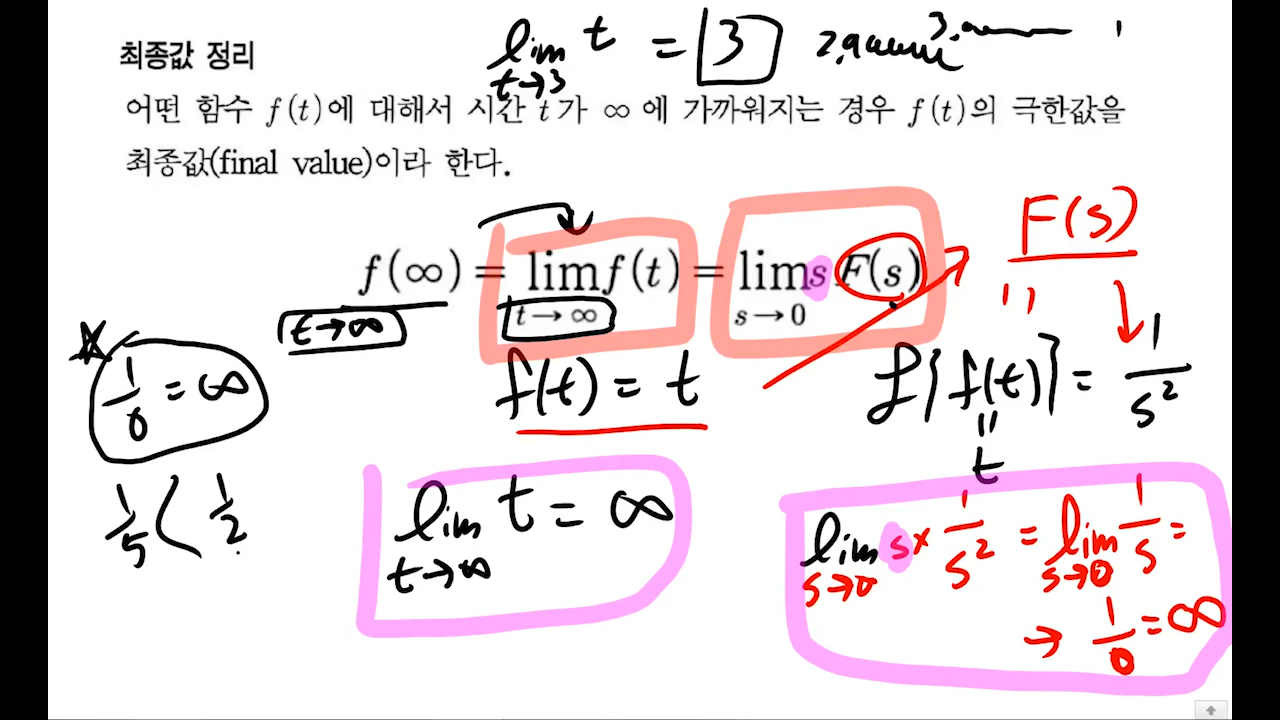 lim t = 3
t→3
최종값 정리
어떤 함수 f(t)에 대해서 시간 t가 ∞에 가까워지는 경우 f(t)의 극한값을
최종값(final value)이라 한다.
F(s)
f(∞) = lim f(t) = lim s F(s)
t→∞ s→0
t→∞
"
1/0 = ∞
f(t) = t
ℒ{f(t)} = 1/s²
"
t
1/5 < 1/2
lim t = ∞
t→∞
lim s × 1/s² = lim 1/s =
s→0 s→0
→ 1/0 = ∞